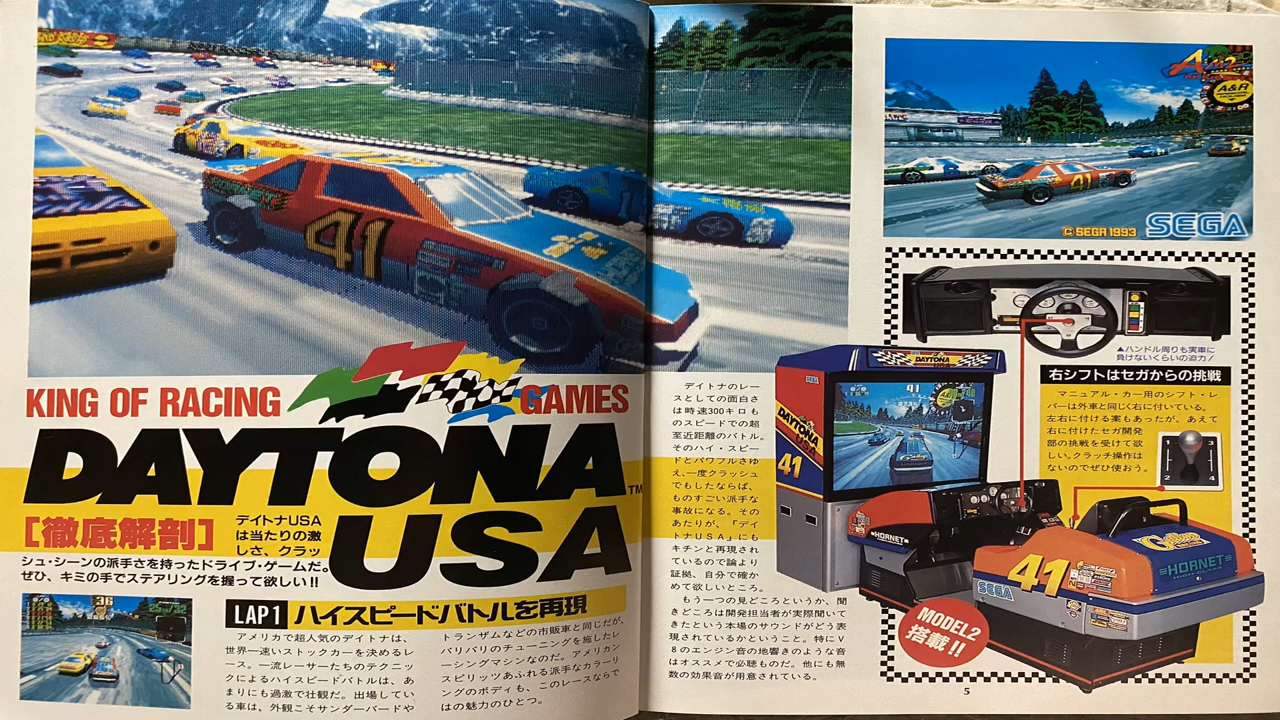 KING OF RACING GAMES
DAYTONA
USA
TM
[徹底解剖]
デイトナUSA
は当たりの激
しさ、クラッ
シュ・シーンの派手さを持ったドライブ・ゲームだ。
ぜひ、キミの手でステアリングを握って欲しい!!
LAP1 ハイスピードバトルを再現
アメリカで超人気のデイトナは、
世界一速いストックカーを決めるレ
ース。一流レーサーたちのテクニッ
クによるハイスピードバトルは、あ
まりにも過激で壮観だ。出場してい
る車は、外観こそサンダーバードや
トランザムなどの市販車と同じだが、
バリバリのチューニングを施したレ
ーシングマシンなのだ。アメリカン
スピリッツあふれる派手なカラーリ
ングのボディも、このレースならで
はの魅力のひとつ。
デイトナのレー
スとしての面白さ
は時速300キロも
のスピードでの超
至近距離のバトル。
そのハイ・スピー
ドとパワフルさゆ
え、一度クラッシュ
でもしたならば、
ものすごい派手な
事故になる。その
あたりが、『デイ
トナUSA』にも
キチンと再現され
ているので論より
証拠、自分で確か
めて欲しいところ。
もう一つの見どころというか、聞
きどころは開発担当者が実際聞いて
きたという本場のサウンドがどう表
現されているかということ。特にV
8のエンジン音の地響きのような音
はオススメで必聴ものだ。他にも無
数の効果音が用意されている。
41
AM2
A&R
41
© SEGA 1993
SEGA
▲ハンドル周りも実車に
負けないくらいの迫力!
右シフトはセガからの挑戦
マニュアル・カー用のシフト・レ
バーは外車と同じく右に付いている。
左右に付ける案もあったが、あえて
右に付けたセガ開発
部の挑戦を受けて欲
しい。クラッチ操作は
ないのでぜひ使おう。
1 3
2 4
DAYTONA
SEGA
DAYTONA
USA
41
41
HORNET
HORNET
41
SEGA
MODEL2
搭載!!
36
5